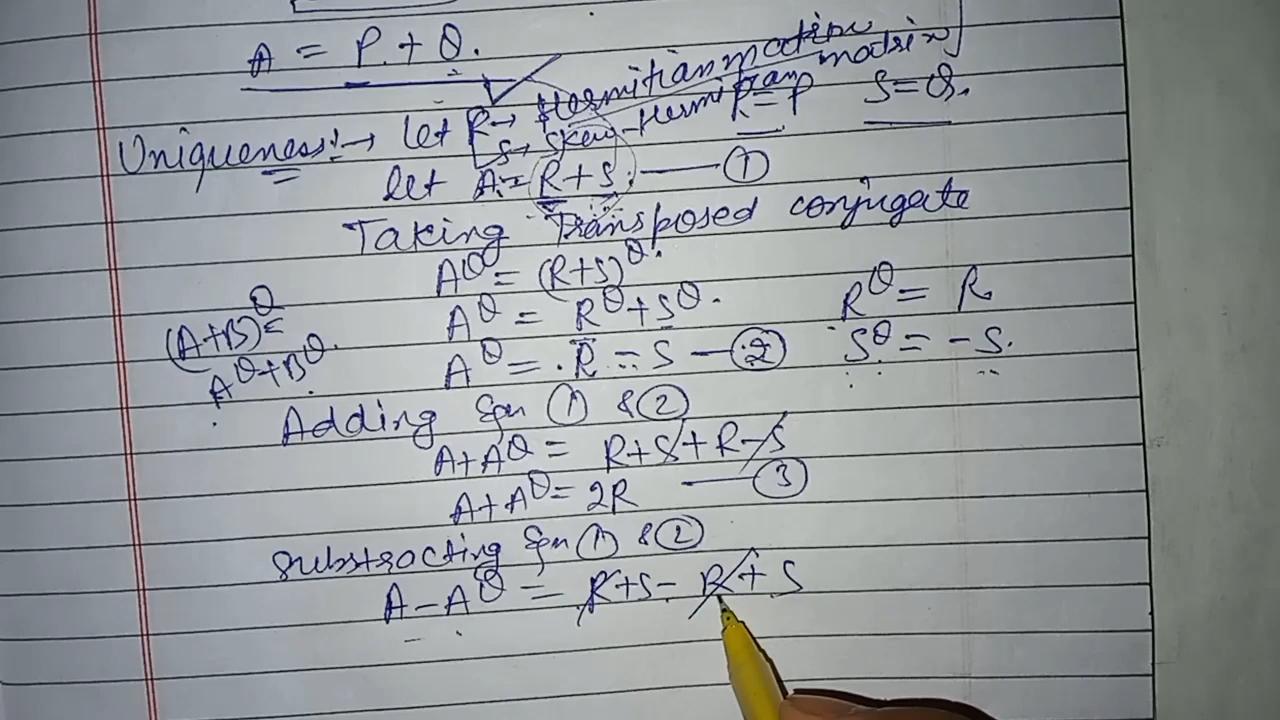 A = P + Q.
Uniqueness:→ let R→ Hermitian matrix R=P S=Q.
S→ Skew-Hermitian matrix
let A = R+S. — ①
Taking Transposed conjugate
A^θ = (R+S)^θ.
(A+B)^θ = A^θ = R^θ+S^θ. R^θ = R
A^θ+B^θ. A^θ = R - S — ② S^θ = -S.
Adding Eqn ① & ②
A+A^θ = R+S+R-S
A+A^θ = 2R — ③
Substracting Eqn ① & ②
A-A^θ = R+S-R+S